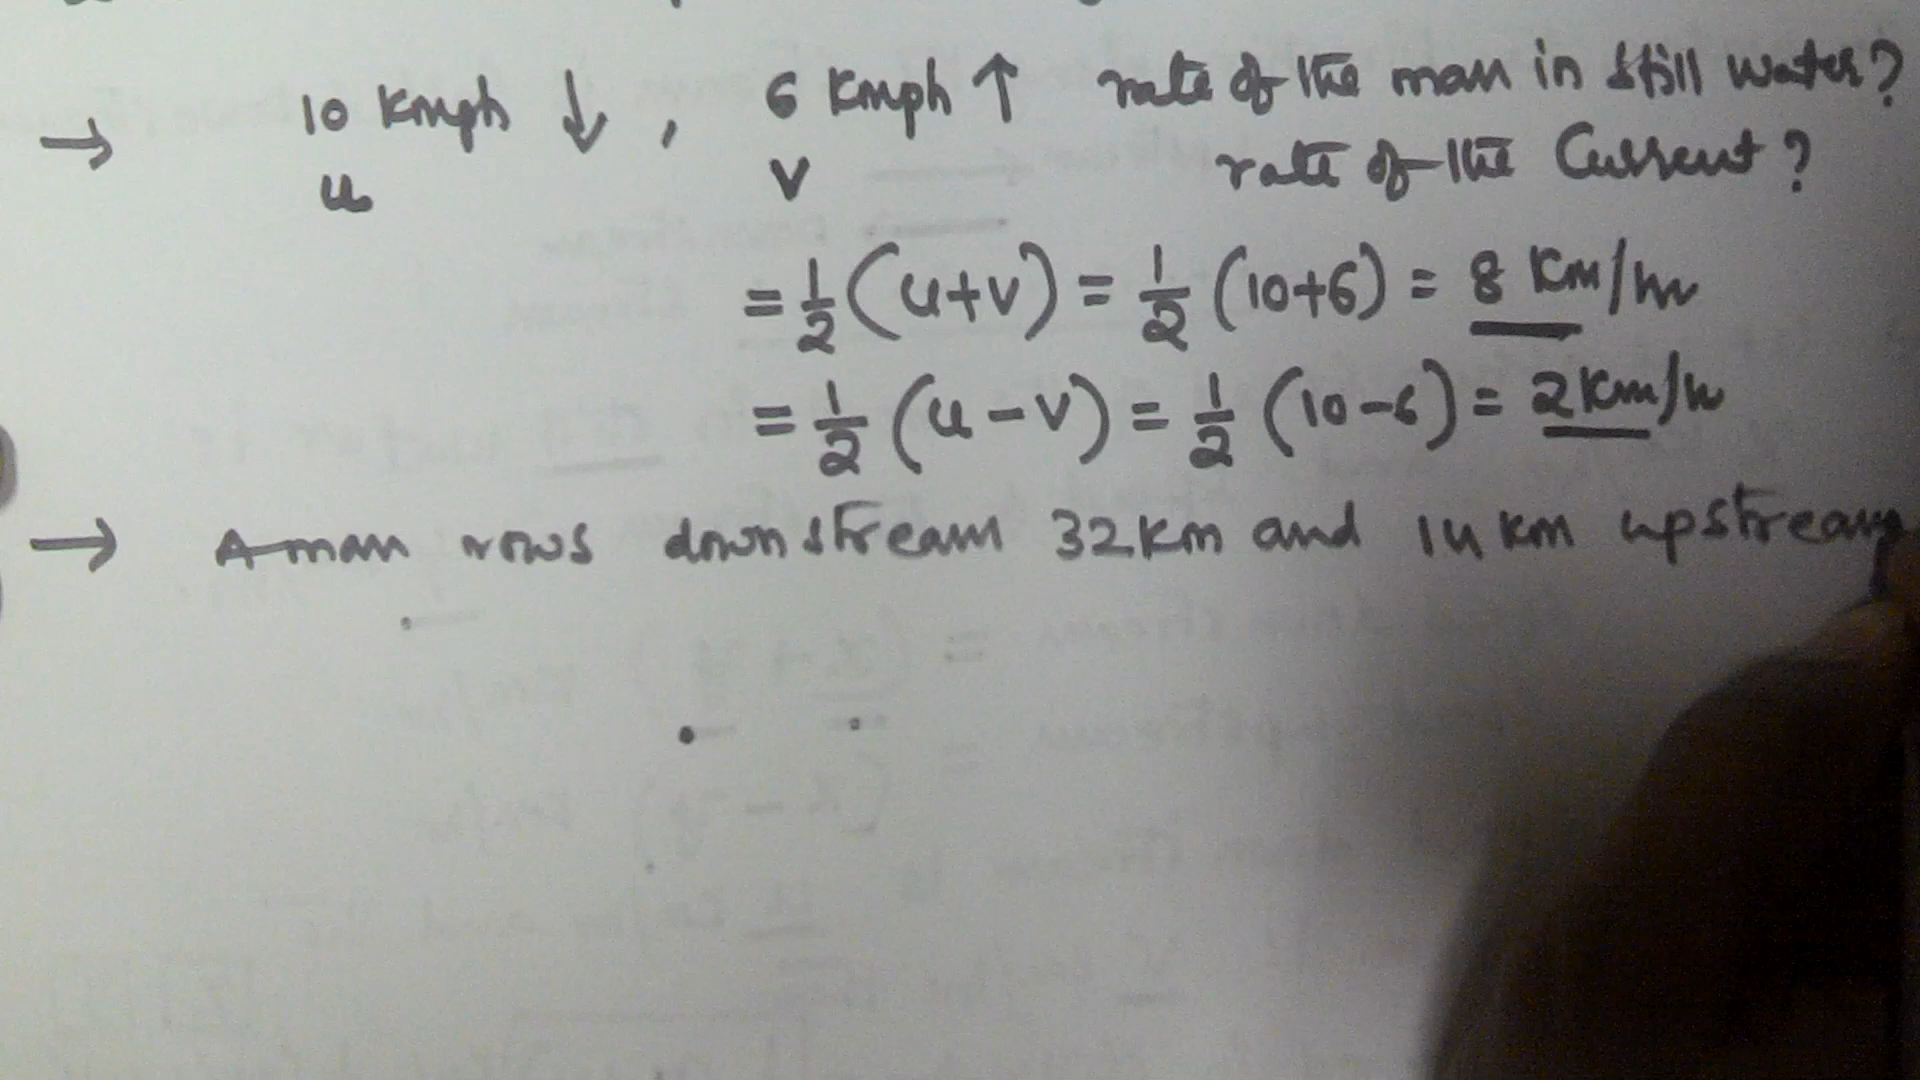 → 10 Kmph ↓, 6 Kmph ↑ rate of the man in still water?
u v rate of the Current?
= 1/2 (u+v) = 1/2 (10+6) = 8 Km/hr
= 1/2 (u-v) = 1/2 (10-6) = 2 Km/hr
→ A man rows downstream 32 km and 14 km upstream